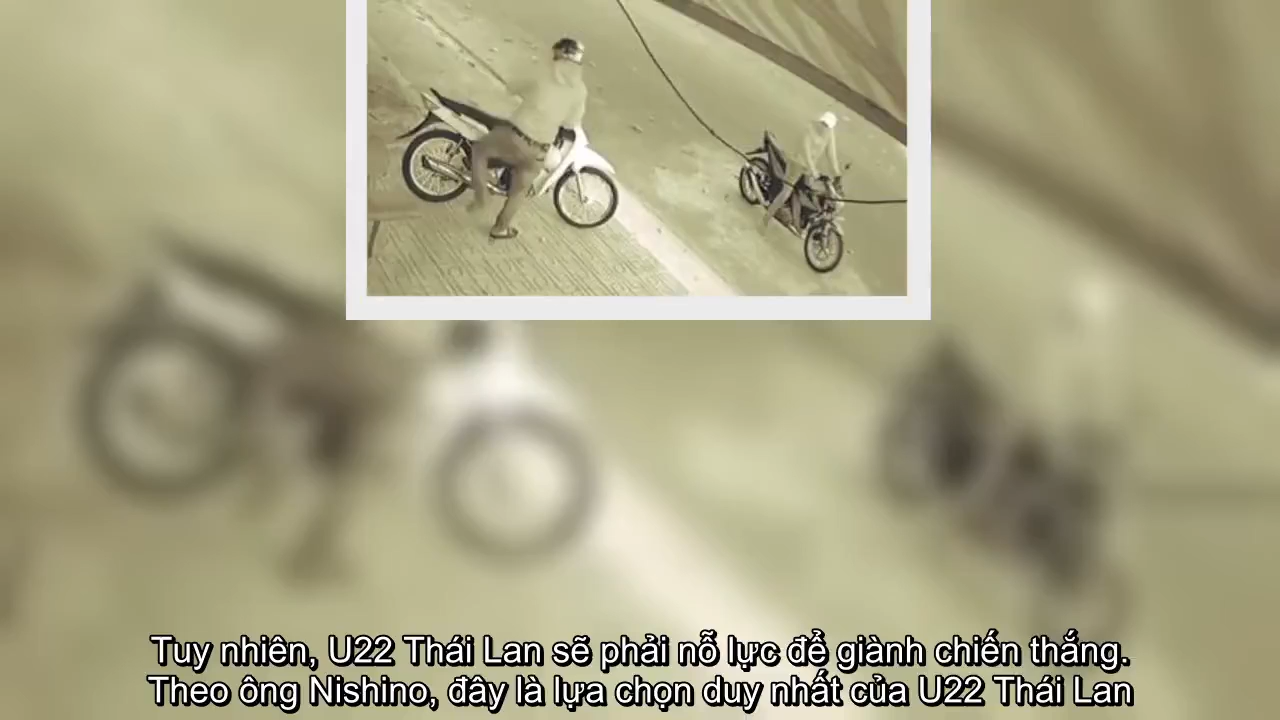 Tuy nhiên, U22 Thái Lan sẽ phải nỗ lực để giành chiến thắng.
Theo ông Nishino, đây là lựa chọn duy nhất của U22 Thái Lan